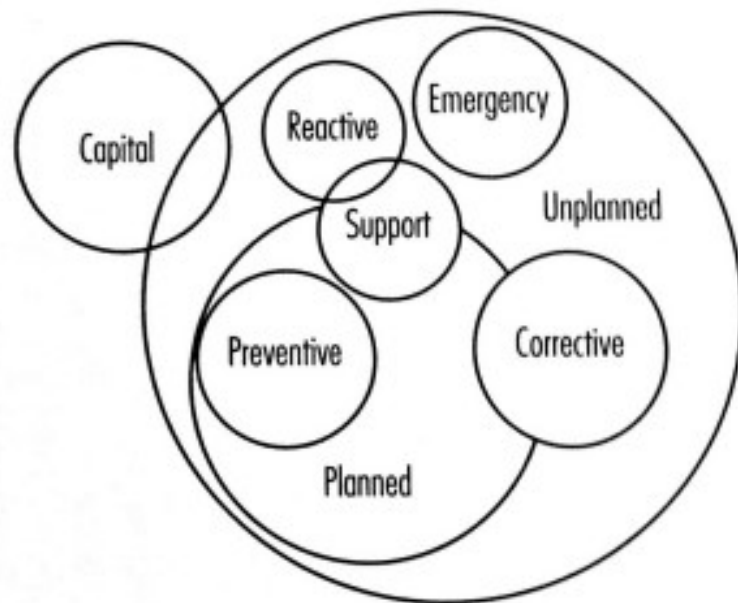 Capital
Reactive
Emergency
Support
Unplanned
Preventive
Corrective
Planned